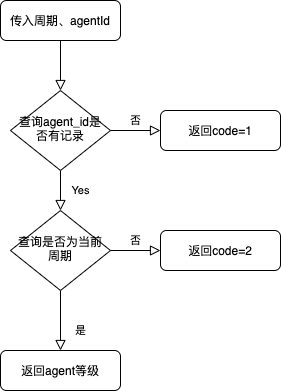 传入周期、agentId
查询agent_id是
否有记录
否
返回code=1
Yes
查询是否为当前
周期
否
返回code=2
是
返回agent等级